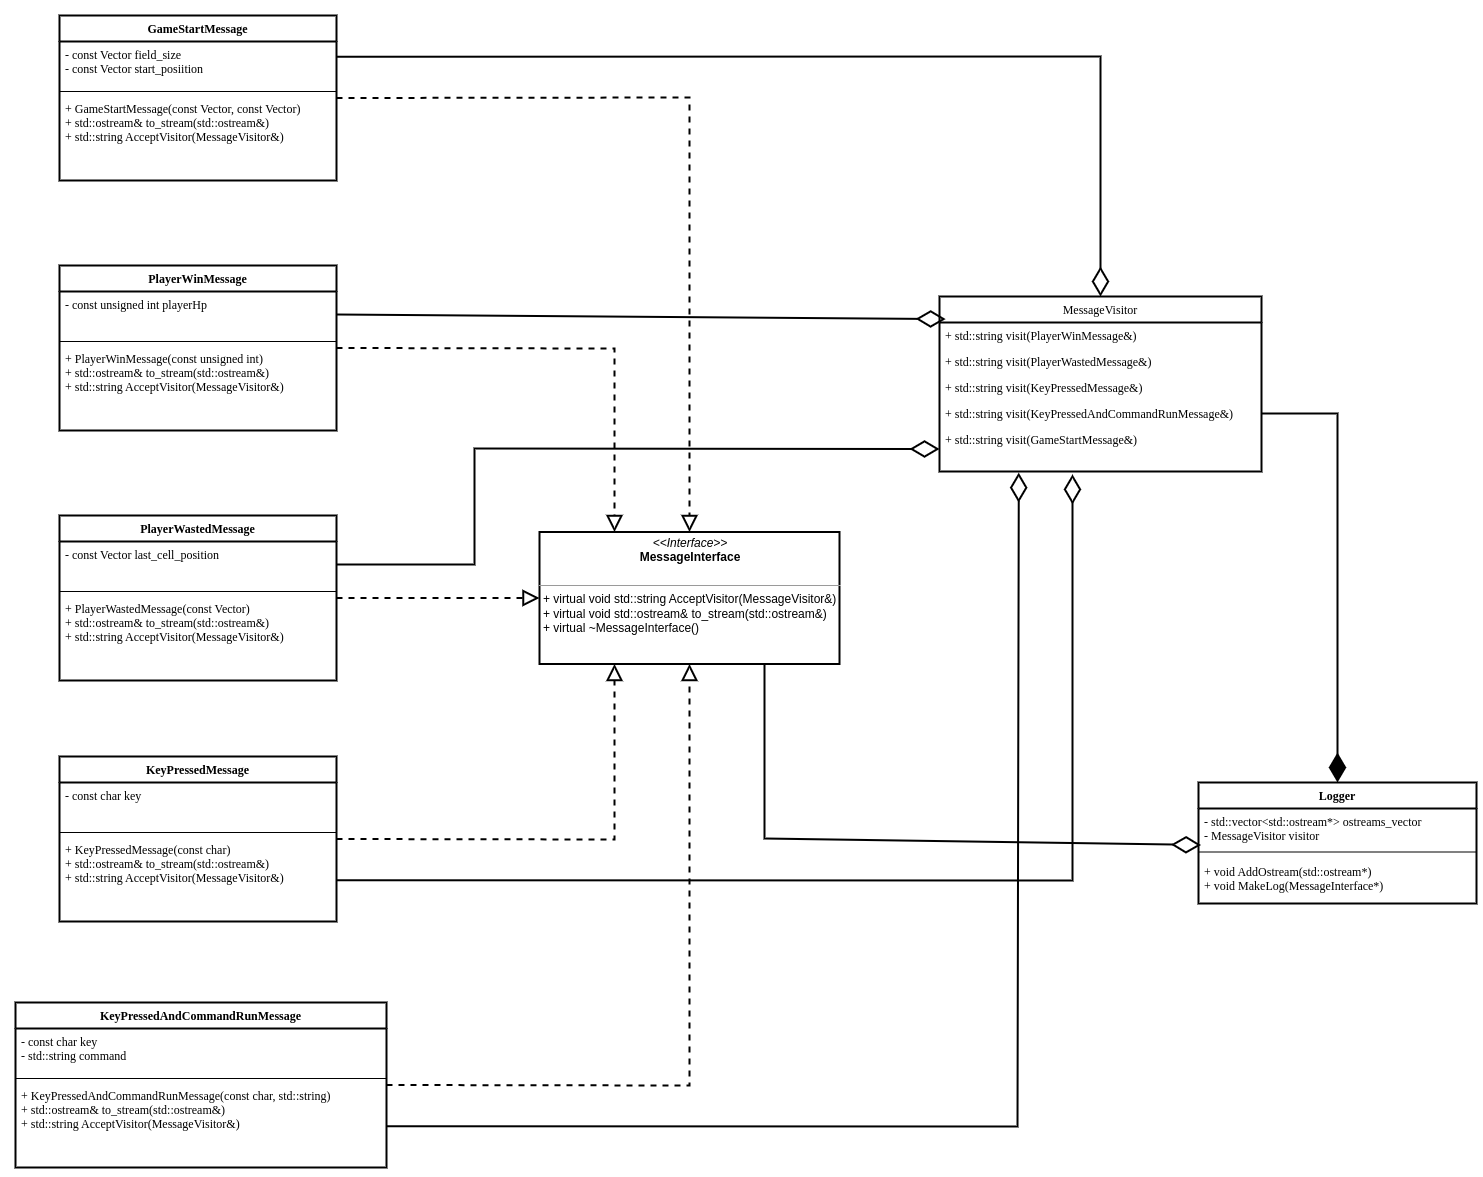 GameStartMessage
- const Vector field_size
- const Vector start_posiition
+ GameStartMessage(const Vector, const Vector)
+ std::ostream& to_stream(std::ostream&)
+ std::string AcceptVisitor(MessageVisitor&)
PlayerWinMessage
- const unsigned int playerHp
+ PlayerWinMessage(const unsigned int)
+ std::ostream& to_stream(std::ostream&)
+ std::string AcceptVisitor(MessageVisitor&)
MessageVisitor
+ std::string visit(PlayerWinMessage&)
+ std::string visit(PlayerWastedMessage&)
+ std::string visit(KeyPressedMessage&)
+ std::string visit(KeyPressedAndCommandRunMessage&)
+ std::string visit(GameStartMessage&)
PlayerWastedMessage
- const Vector last_cell_position
+ PlayerWastedMessage(const Vector)
+ std::ostream& to_stream(std::ostream&)
+ std::string AcceptVisitor(MessageVisitor&)
<<Interface>>
MessageInterface
+ virtual void std::string AcceptVisitor(MessageVisitor&)
+ virtual void std::ostream& to_stream(std::ostream&)
+ virtual ~MessageInterface()
KeyPressedMessage
- const char key
+ KeyPressedMessage(const char)
+ std::ostream& to_stream(std::ostream&)
+ std::string AcceptVisitor(MessageVisitor&)
Logger
- std::vector<std::ostream*> ostreams_vector
- MessageVisitor visitor
+ void AddOstream(std::ostream*)
+ void MakeLog(MessageInterface*)
KeyPressedAndCommandRunMessage
- const char key
- std::string command
+ KeyPressedAndCommandRunMessage(const char, std::string)
+ std::ostream& to_stream(std::ostream&)
+ std::string AcceptVisitor(MessageVisitor&)